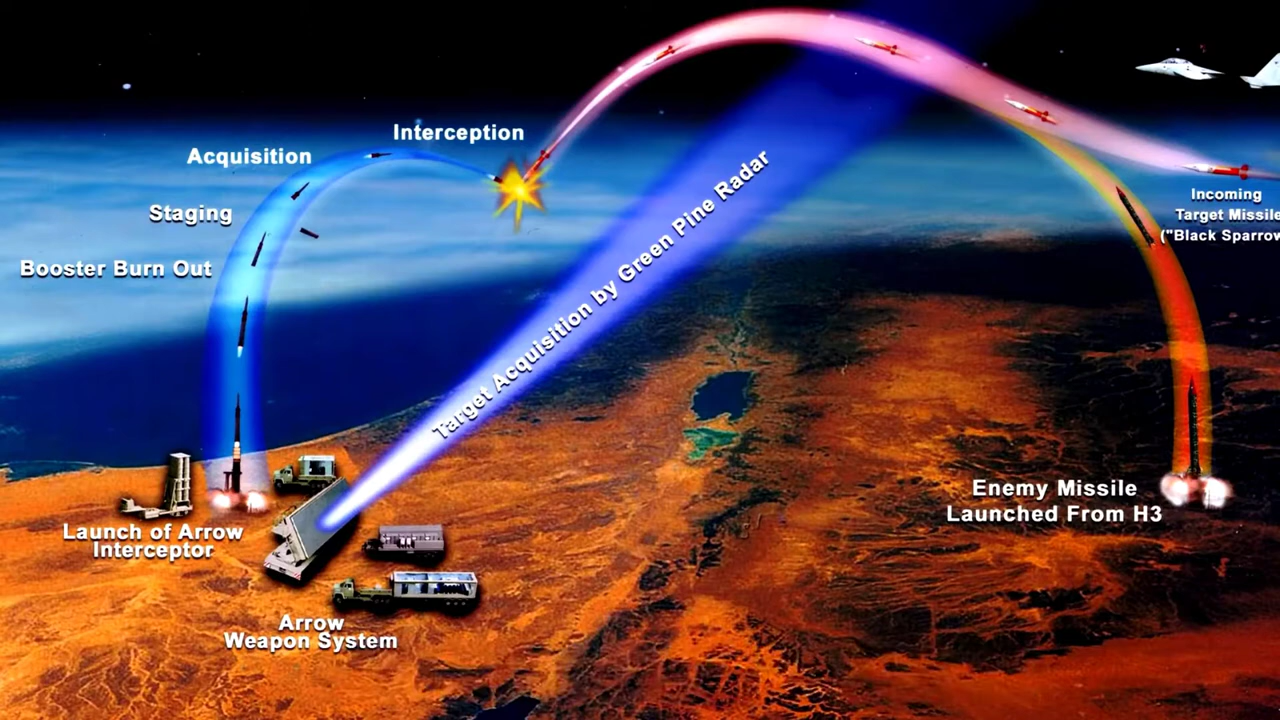 Interception
Acquisition
Staging
Booster Burn Out
Target Acquisition by Green Pine Radar
Incoming
Target Missile
("Black Sparrow
Enemy Missile
Launched From H3
Launch of Arrow
Interceptor
Arrow
Weapon System